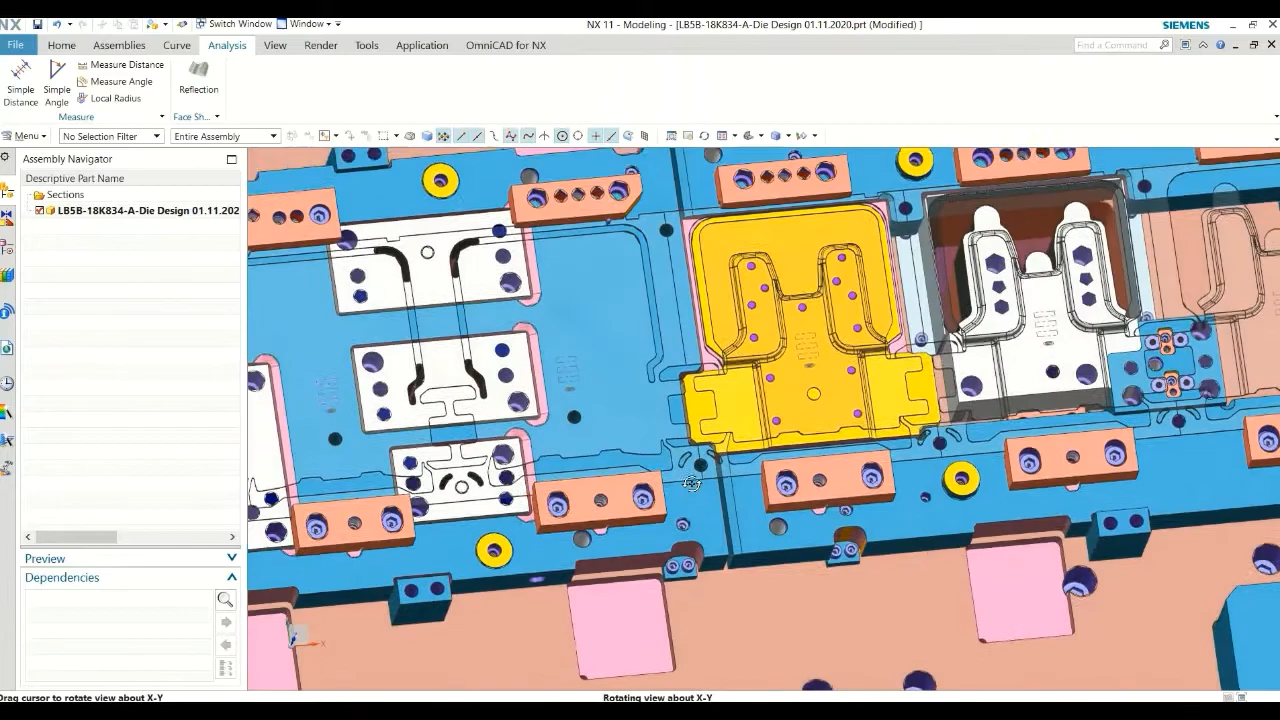 NX
Switch Window
Window
NX 11 - Modeling - [LB5B-18K834-A-Die Design 01.11.2020.prt (Modified) ]
SIEMENS
File
Home
Assemblies
Curve
Analysis
View
Render
Tools
Application
OmniCAD for NX
Find a Command
Simple Distance
Simple Angle
Measure Distance
Measure Angle
Local Radius
Reflection
Measure
Face Sh...
Menu
No Selection Filter
Entire Assembly
Assembly Navigator
Descriptive Part Name
Sections
LB5B-18K834-A-Die Design 01.11.202
Preview
Dependencies
X
Drag cursor to rotate view about X-Y
Rotating view about X-Y